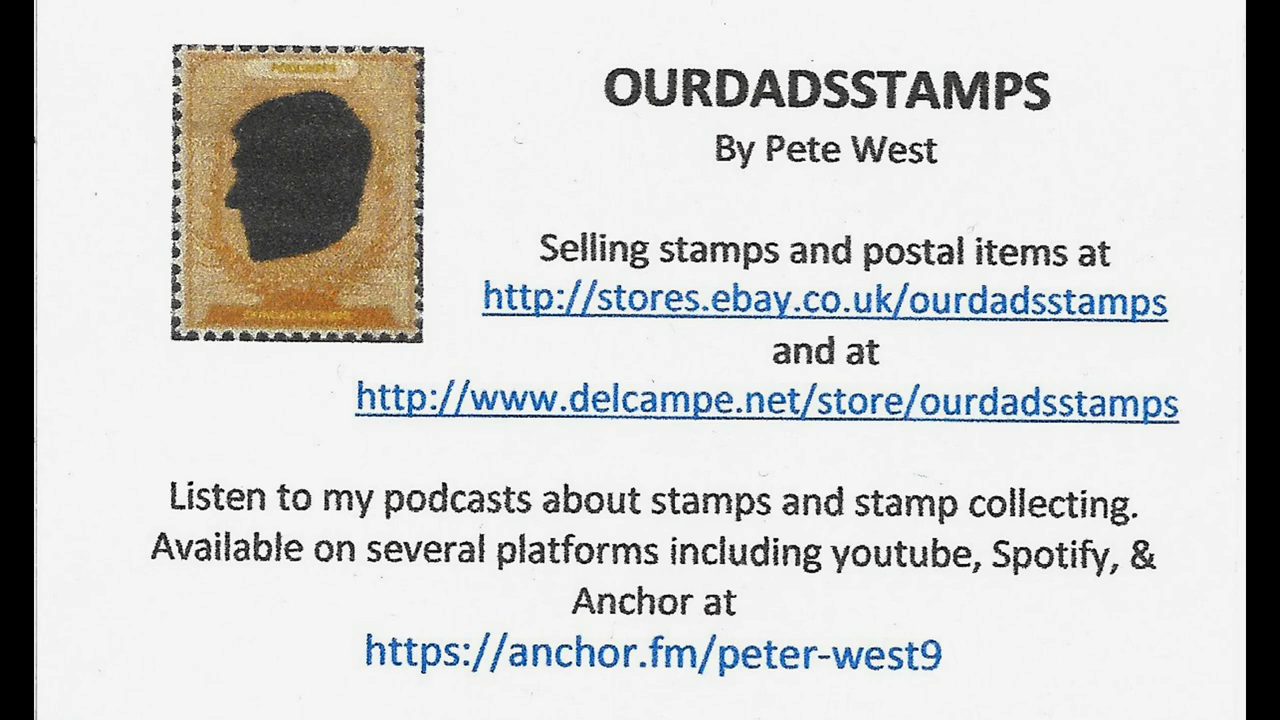 OURDADSSTAMPS
By Pete West
Selling stamps and postal items at
http://stores.ebay.co.uk/ourdadsstamps
and at
http://www.delcampe.net/store/ourdadsstamps
Listen to my podcasts about stamps and stamp collecting.
Available on several platforms including youtube, Spotify, &
Anchor at
https://anchor.fm/peter-west9